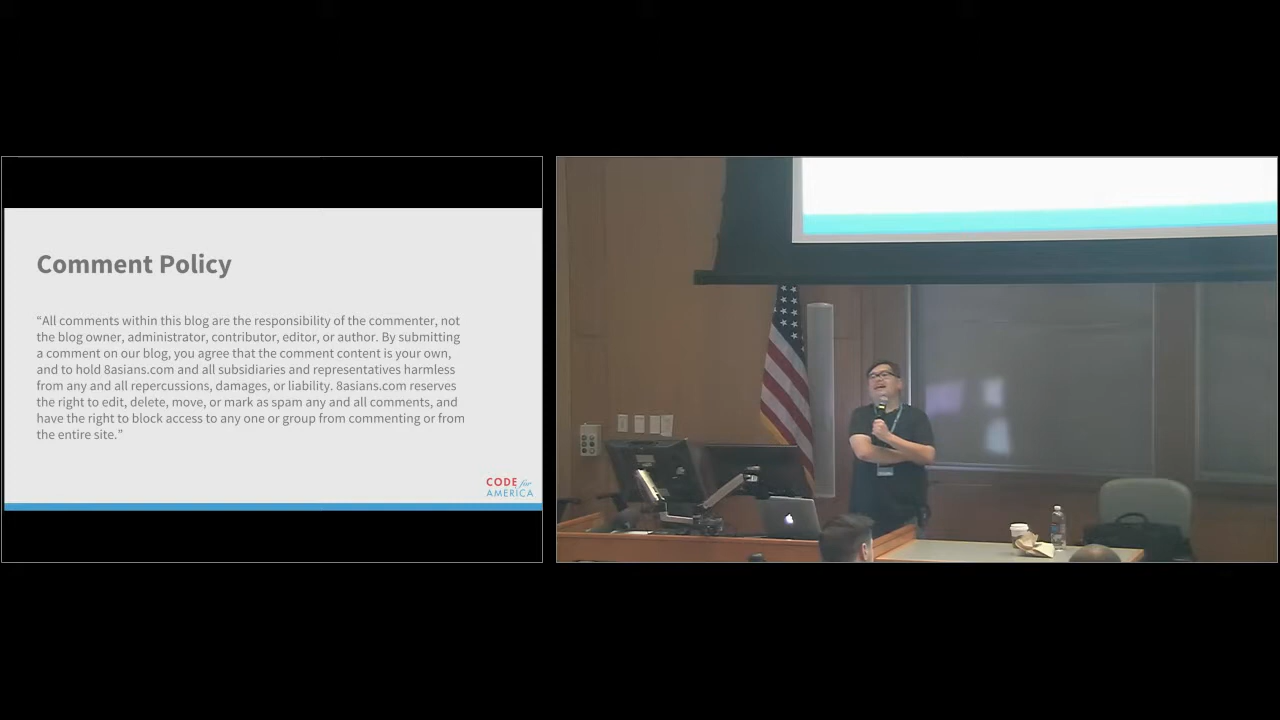 Comment Policy
“All comments within this blog are the responsibility of the commenter, not
the blog owner, administrator, contributor, editor, or author. By submitting
a comment on our blog, you agree that the comment content is your own,
and to hold 8asians.com and all subsidiaries and representatives harmless
from any and all repercussions, damages, or liability. 8asians.com reserves
the right to edit, delete, move, or mark as spam any and all comments, and
have the right to block access to any one or group from commenting or from
the entire site.”
CODE for
AMERICA